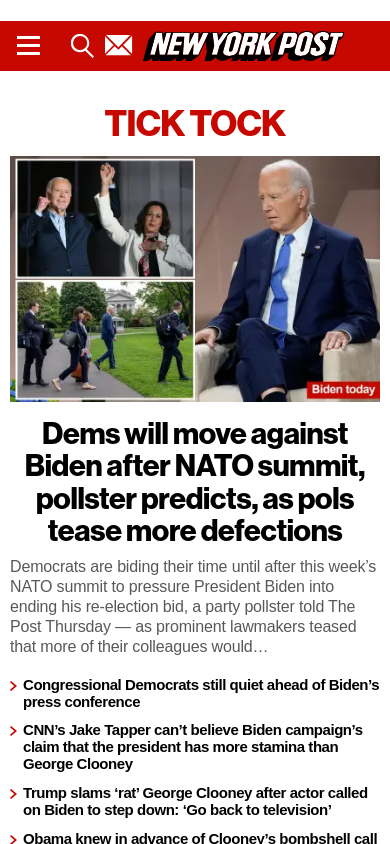 NEW YORK POST
TICK TOCK
Biden today
Dems will move against
Biden after NATO summit,
pollster predicts, as pols
tease more defections
Democrats are biding their time until after this week’s
NATO summit to pressure President Biden into
ending his re-election bid, a party pollster told The
Post Thursday — as prominent lawmakers teased
that more of their colleagues would…
Congressional Democrats still quiet ahead of Biden’s
press conference
CNN’s Jake Tapper can’t believe Biden campaign’s
claim that the president has more stamina than
George Clooney
Trump slams ‘rat’ George Clooney after actor called
on Biden to step down: ‘Go back to television’
Obama knew in advance of Clooney’s bombshell call